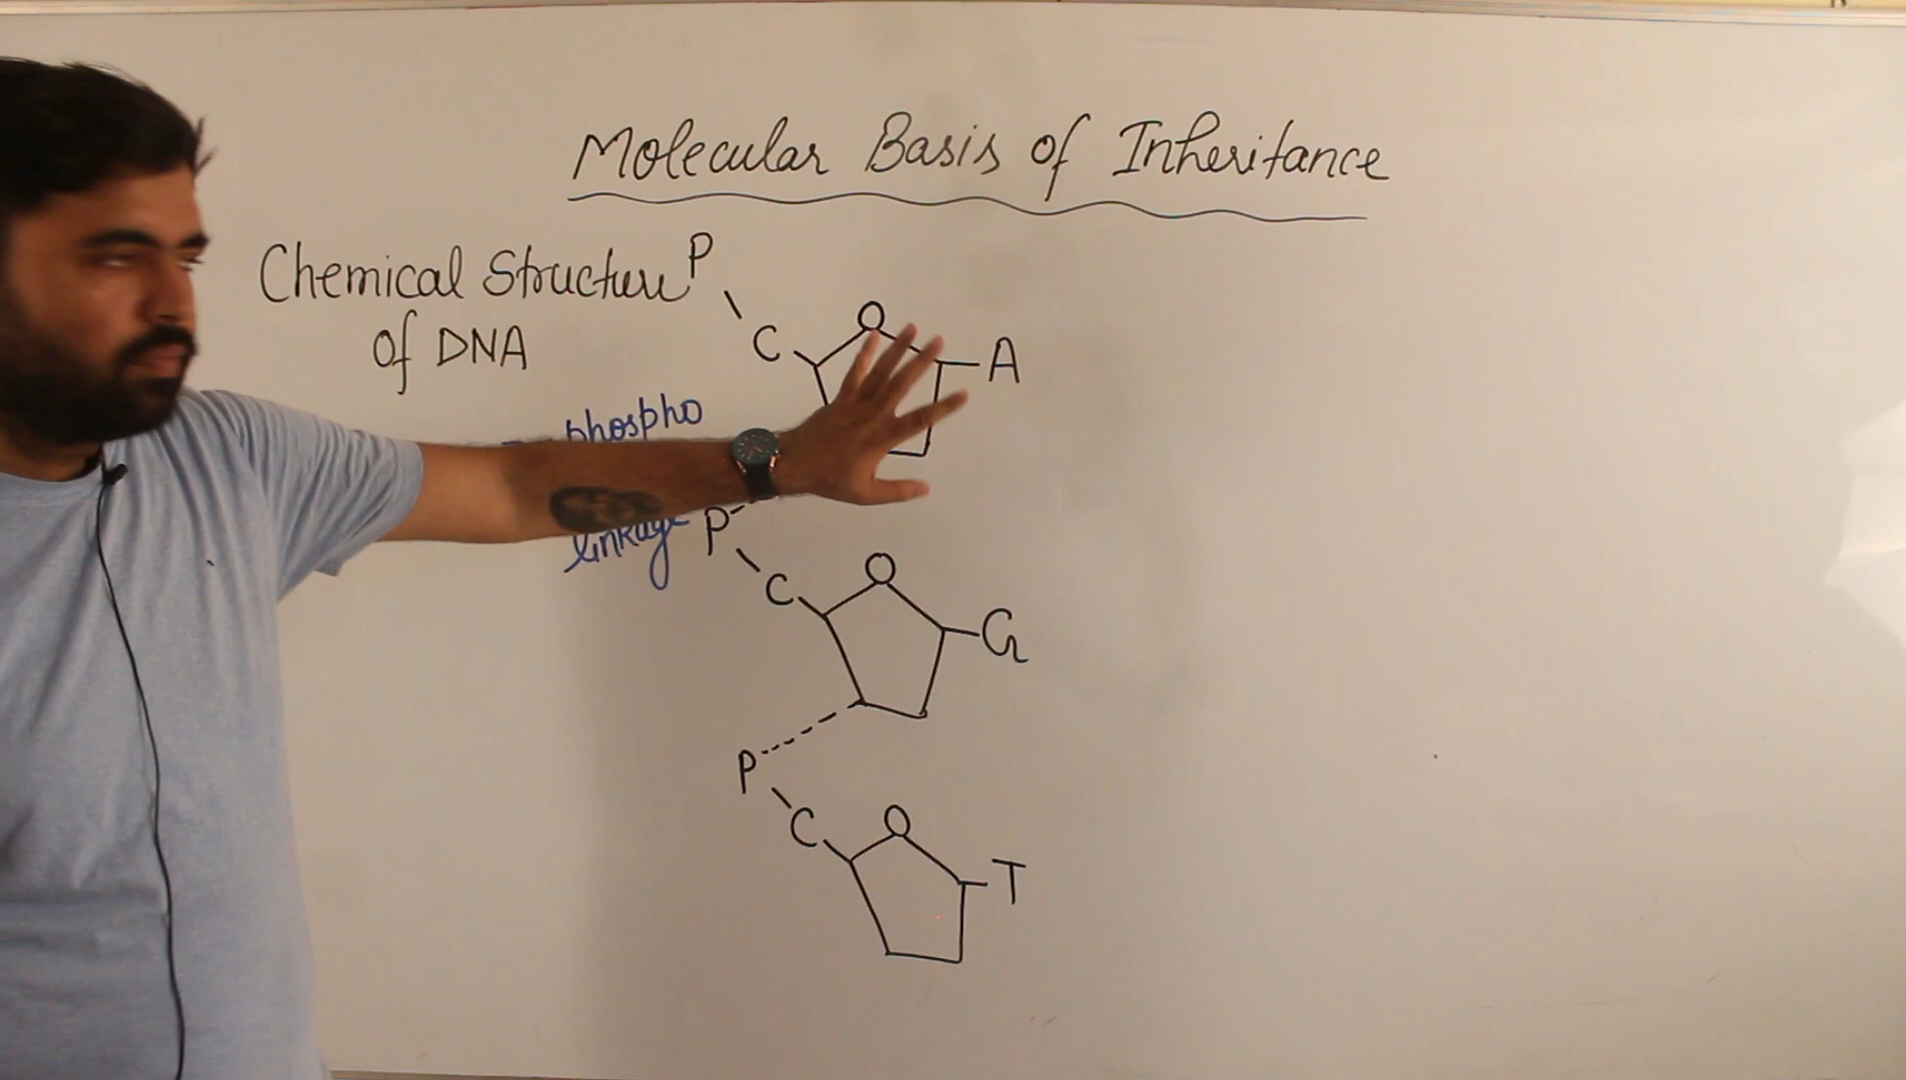 Molecular Basis of Inheritance
Chemical Structure
of DNA
P
C
O
A
phospho
linkage
P
C
O
G
P
C
O
T